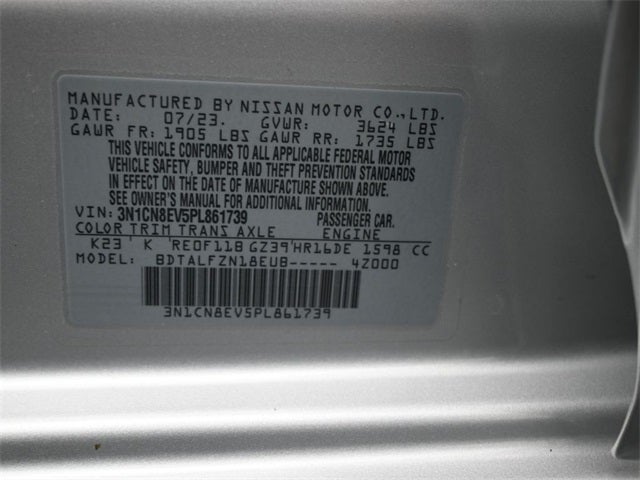 MANUFACTURED BY NISSAN MOTOR CO.,LTD.
DATE: 07/23. GVWR: 3624 LBS
GAWR FR: 1905 LBS GAWR RR: 1735 LBS
THIS VEHICLE CONFORMS TO ALL APPLICABLE FEDERAL MOTOR
VEHICLE SAFETY, BUMPER AND THEFT PREVENTION STANDARDS
IN EFFECT ON THE DATE OF MANUFACTURE SHOWN ABOVE.
SEE OWNER'S MANUAL FOR ADDITIONAL INFORMATION.
VIN: 3N1CN8EV5PL861739 PASSENGER CAR.
COLOR TRIM TRANS AXLE ENGINE
K23 ' K 'RE0F11B GZ39'HR16DE 1598 CC
MODEL: BDTALFZN18EUB----- 4Z000
3N1CN8EV5PL861739